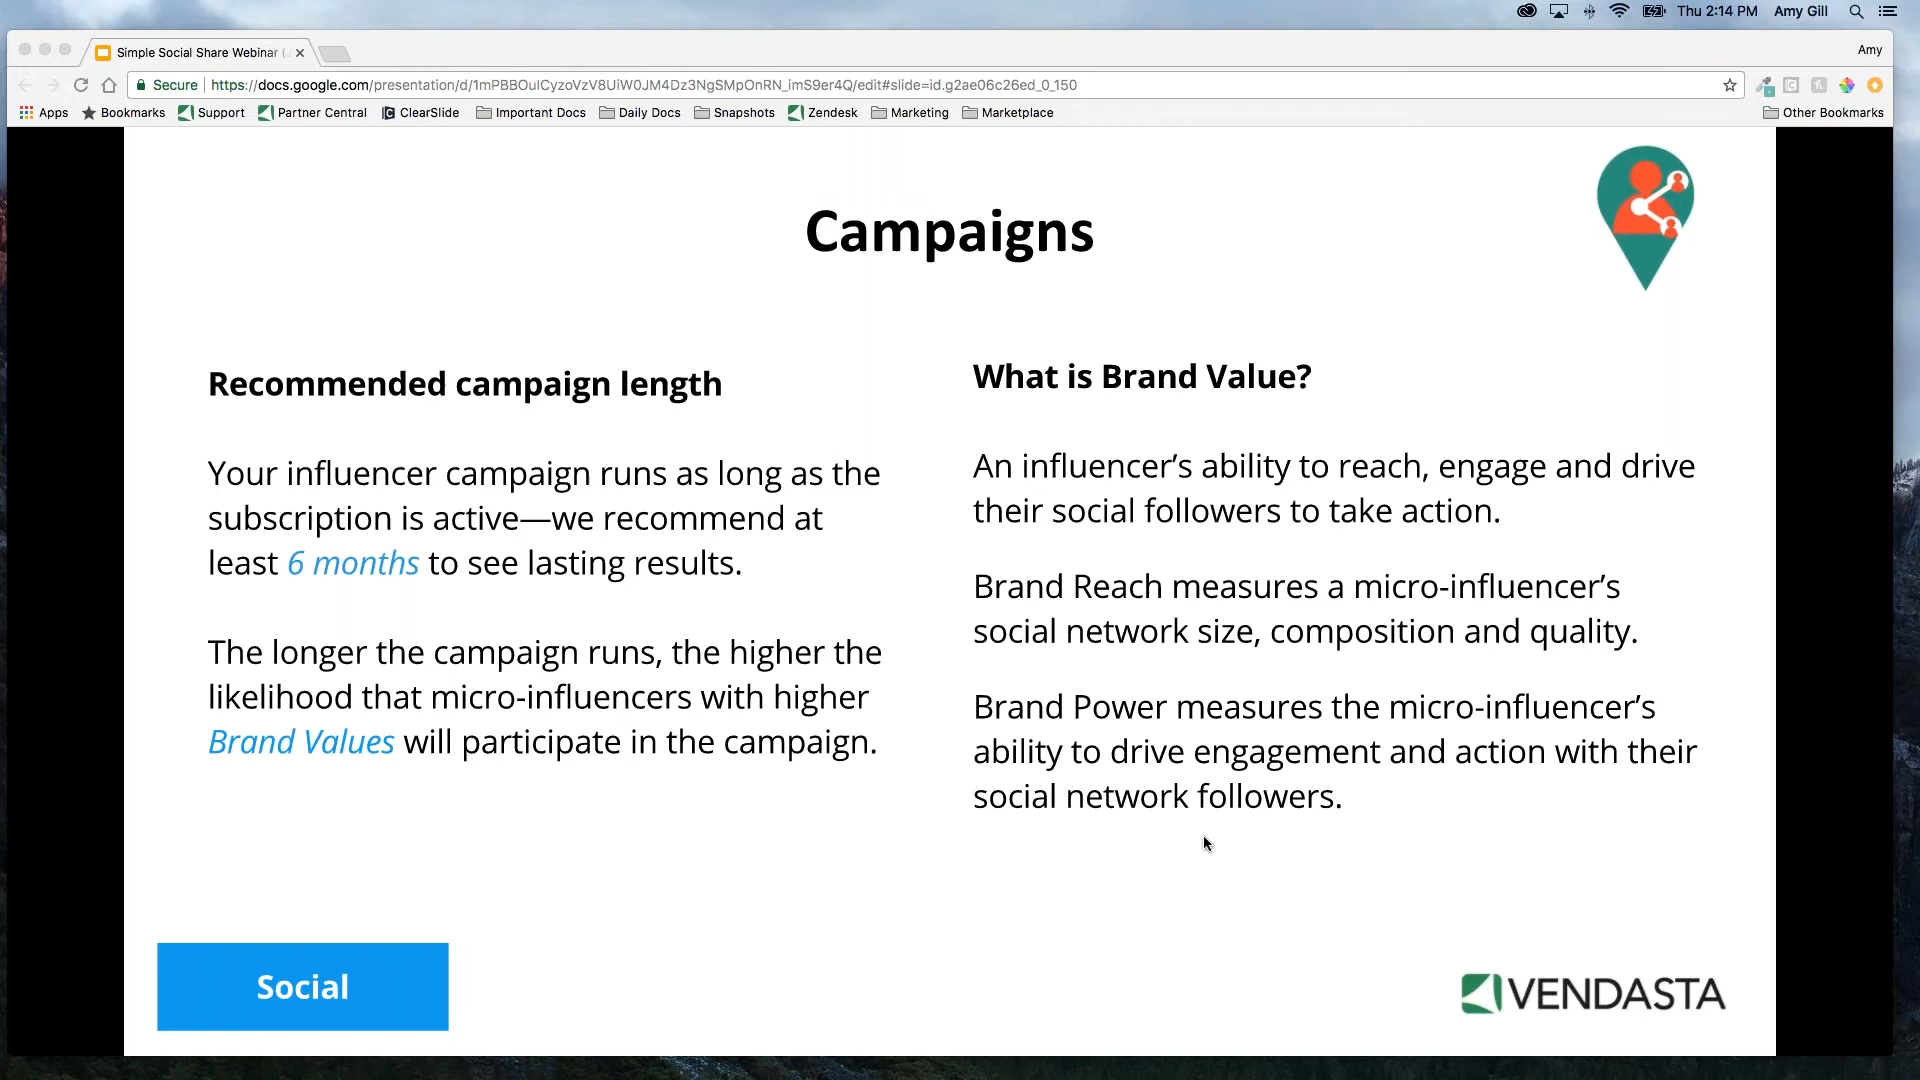 Thu 2:14 PM Amy Gill
Simple Social Share Webinar (
Amy
Secure https://docs.google.com/presentation/d/1mPBBOulCyzoVzV8UiW0JM4Dz3NgSMpOnRN_imS9er4Q/edit#slide=id.g2ae06c26ed_0_150
Apps Bookmarks Support Partner Central ClearSlide Important Docs Daily Docs Snapshots Zendesk Marketing Marketplace Other Bookmarks
Campaigns
Recommended campaign length
Your influencer campaign runs as long as the
subscription is active—we recommend at
least 6 months to see lasting results.
The longer the campaign runs, the higher the
likelihood that micro-influencers with higher
Brand Values will participate in the campaign.
What is Brand Value?
An influencer’s ability to reach, engage and drive
their social followers to take action.
Brand Reach measures a micro-influencer’s
social network size, composition and quality.
Brand Power measures the micro-influencer’s
ability to drive engagement and action with their
social network followers.
Social
VENDASTA